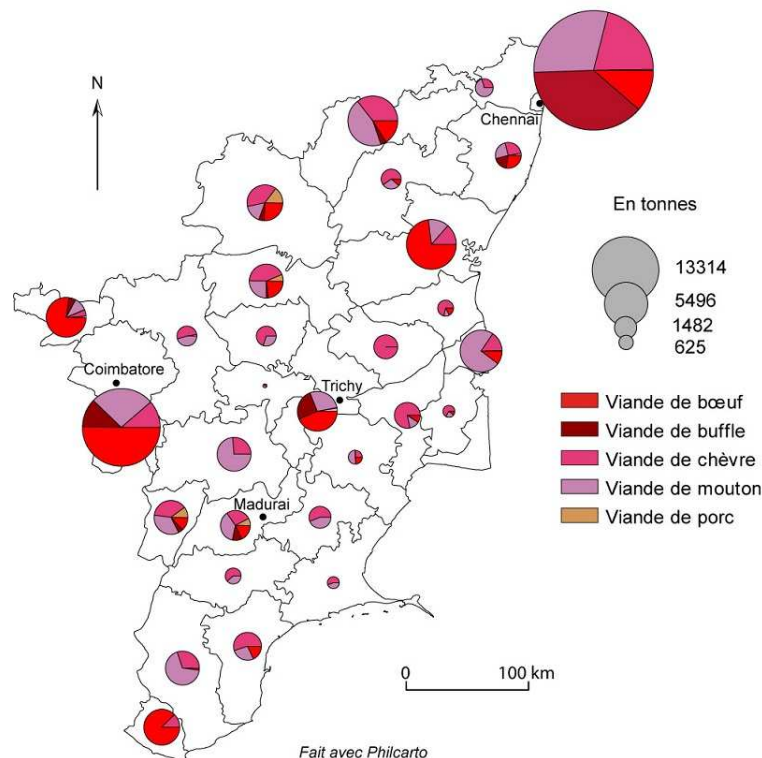 N
Chennaï
En tonnes
13314
5496
1482
625
Coimbatore
Trichy
Viande de bœuf
Viande de buffle
Viande de chèvre
Viande de mouton
Viande de porc
Madurai
0 100 km
Fait avec Philcarto